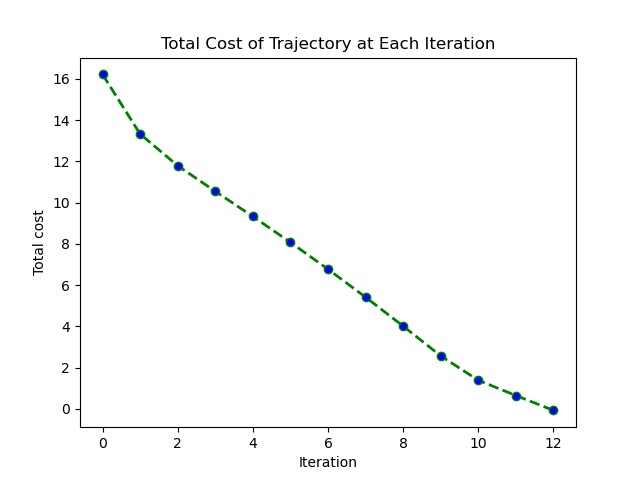 Total Cost of Trajectory at Each Iteration
16
14
12
10
8
6
4
2
0
Total cost
0 2 4 6 8 10 12
Iteration